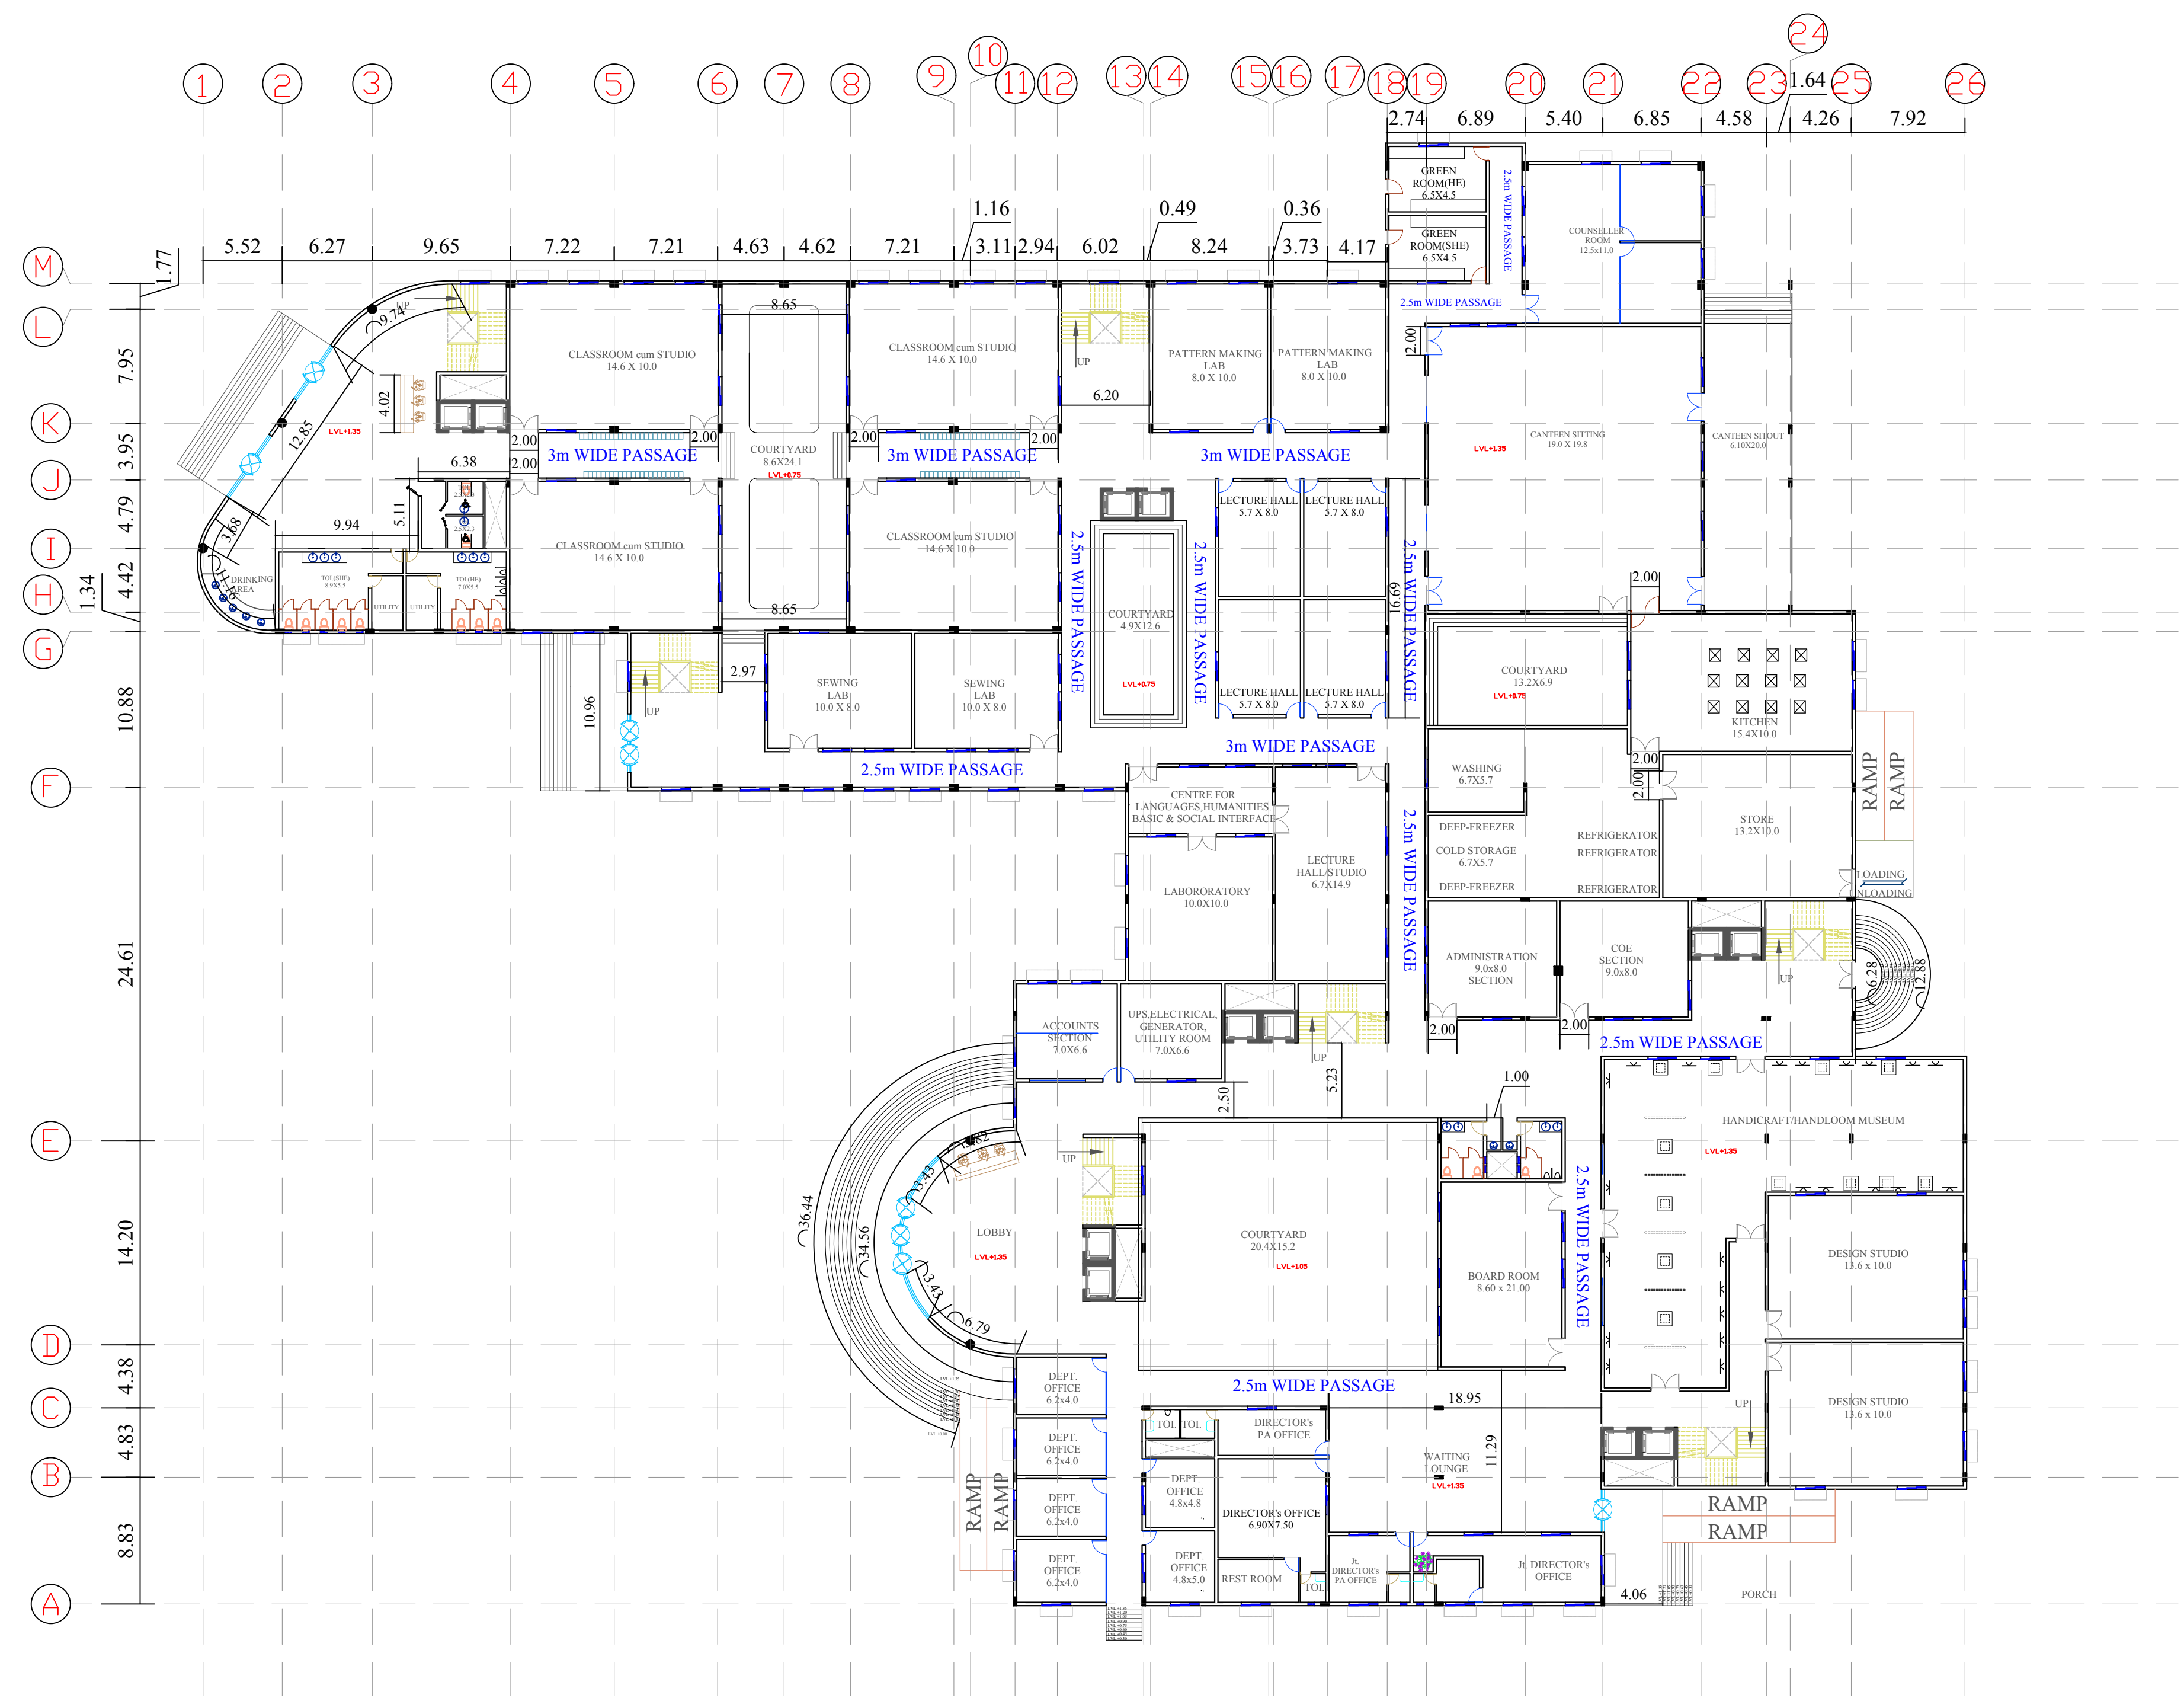 24
10
1
2
3
4
5
6
7
8
9
11
12
13
14
15
16
17
18
19
20
21
22
23
25
26
1.64
2.74
6.89
5.40
6.85
4.58
4.26
7.92
1.16
0.49
0.36
5.52
6.27
9.65
7.22
7.21
4.63
4.62
7.21
3.11
2.94
6.02
8.24
3.73
4.17
M
L
K
J
I
H
G
F
E
D
C
B
A
1.77
7.95
3.95
4.79
4.42
1.34
10.88
24.61
14.20
4.38
4.83
8.83
GREEN
ROOM(HE)
6.5X4.5
GREEN
ROOM(SHE)
6.5X4.5
2.5m WIDE PASSAGE
2.5m WIDE PASSAGE
COUNSELLER
ROOM
12.5x11.0
UP
9.74
12.85
4.02
LVL+1.35
6.38
5.11
9.94
3.68
DRINKING
AREA
TOI.(SHE)
8.9X5.5
UTILITY
UTILITY
TOI.(HE)
7.0X5.5
CLASSROOM cum STUDIO
14.6 X 10.0
8.65
CLASSROOM cum STUDIO
14.6 X 10.0
UP
6.20
PATTERN MAKING
LAB
8.0 X 10.0
PATTERN MAKING
LAB
8.0 X 10.0
2.00
2.00
2.00
2.00
2.00
2.00
3m WIDE PASSAGE
COURTYARD
8.6X24.1
LVL+0.75
3m WIDE PASSAGE
3m WIDE PASSAGE
CANTEEN SITTING
19.0 X 19.8
LVL+1.35
CANTEEN SITOUT
6.10X20.0
CLASSROOM cum STUDIO
14.6 X 10.0
CLASSROOM cum STUDIO
14.6 X 10.0
8.65
2.5m WIDE PASSAGE
COURTYARD
4.9X12.6
LVL+0.75
2.5m WIDE PASSAGE
LECTURE HALL
5.7 X 8.0
LECTURE HALL
5.7 X 8.0
LECTURE HALL
5.7 X 8.0
LECTURE HALL
5.7 X 8.0
16.69
2.5m WIDE PASSAGE
2.00
COURTYARD
13.2X6.9
LVL+0.75
KITCHEN
15.4X10.0
UP
10.96
2.97
SEWING
LAB
10.0 X 8.0
SEWING
LAB
10.0 X 8.0
2.5m WIDE PASSAGE
3m WIDE PASSAGE
WASHING
6.7X5.7
2.00
2.00
STORE
13.2X10.0
RAMP
RAMP
DEEP-FREEZER
COLD STORAGE
6.7X5.7
DEEP-FREEZER
REFRIGERATOR
REFRIGERATOR
REFRIGERATOR
LOADING
UNLOADING
CENTRE FOR
LANGUAGES,HUMANITIES,
BASIC & SOCIAL INTERFACE
LABORORATORY
10.0X10.0
LECTURE
HALL/STUDIO
6.7X14.9
2.5m WIDE PASSAGE
ADMINISTRATION
9.0x8.0
SECTION
COE
SECTION
9.0x8.0
UP
6.28
12.88
2.00
2.00
2.5m WIDE PASSAGE
ACCOUNTS
SECTION
7.0X6.6
UPS,ELECTRICAL,
GENERATOR,
UTILITY ROOM
7.0X6.6
UP
2.50
5.23
1.00
HANDICRAFT/HANDLOOM MUSEUM
LVL+1.35
36.44
34.56
3.43
3.43
6.79
LOBBY
LVL+1.35
UP
COURTYARD
20.4X15.2
LVL+1.05
BOARD ROOM
8.60 x 21.00
2.5m WIDE PASSAGE
DESIGN STUDIO
13.6 x 10.0
DESIGN STUDIO
13.6 x 10.0
UP
2.5m WIDE PASSAGE
18.95
11.29
DEPT.
OFFICE
6.2x4.0
DEPT.
OFFICE
6.2x4.0
DEPT.
OFFICE
6.2x4.0
DEPT.
OFFICE
6.2x4.0
RAMP
RAMP
TOI.
TOI.
DIRECTOR's
PA OFFICE
DEPT.
OFFICE
4.8x4.8
DEPT.
OFFICE
4.8x5.0
DIRECTOR's OFFICE
6.90X7.50
REST ROOM
TOI.
WAITING
LOUNGE
LVL+1.35
Jt.
DIRECTOR's
PA OFFICE
Jt. DIRECTOR's
OFFICE
RAMP
RAMP
4.06
PORCH